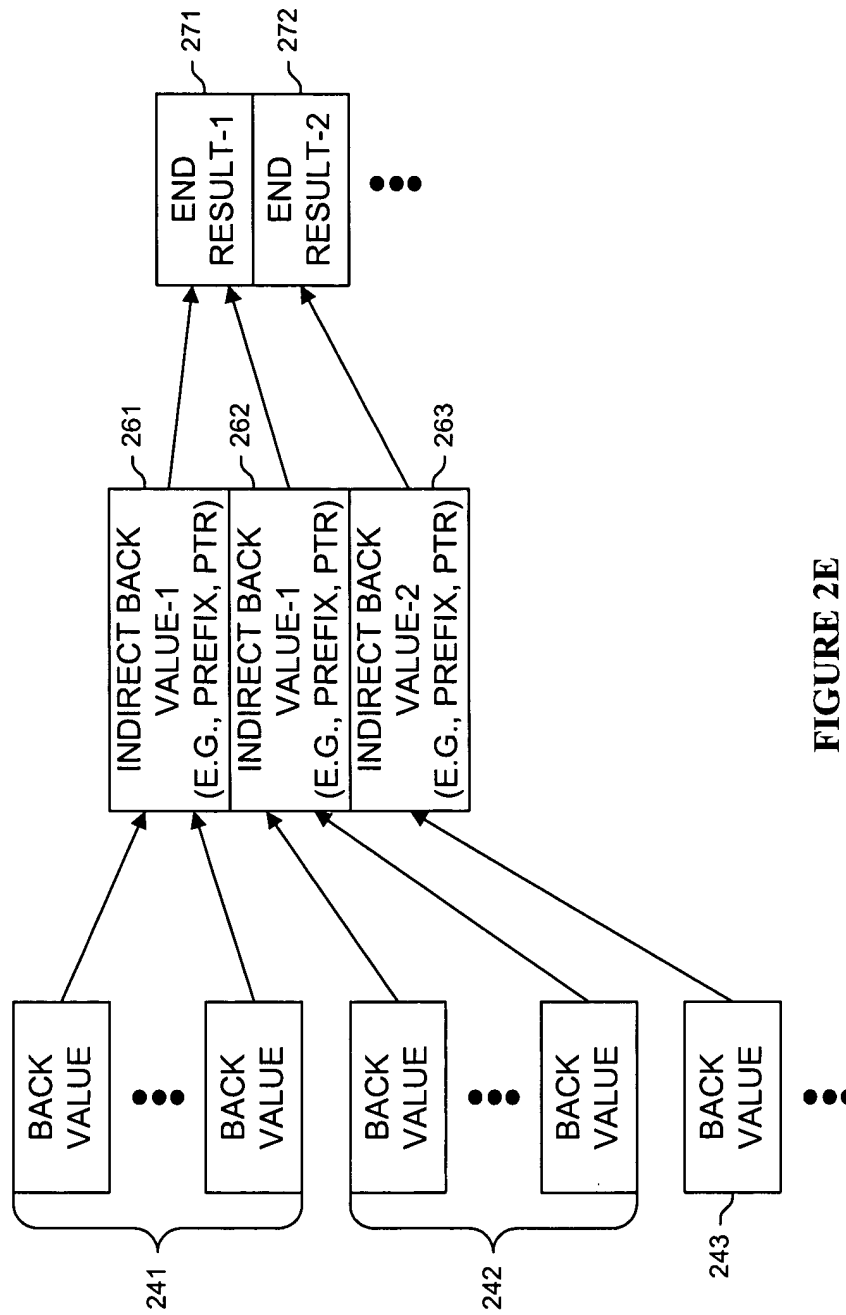 BACK
VALUE
BACK
VALUE
241
BACK
VALUE
BACK
VALUE
242
BACK
VALUE
243
INDIRECT BACK
VALUE-1
(E.G., PREFIX, PTR)
261
INDIRECT BACK
VALUE-1
(E.G., PREFIX, PTR)
262
INDIRECT BACK
VALUE-2
(E.G., PREFIX, PTR)
263
END
RESULT-1
271
END
RESULT-2
272
FIGURE 2E